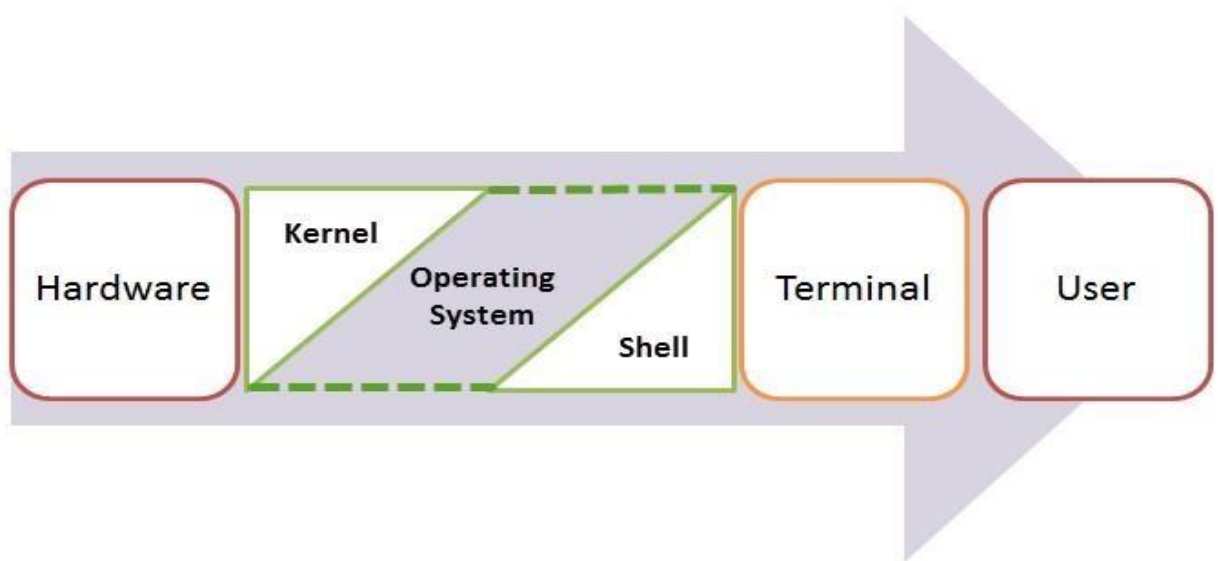 Hardware
Kernel
Operating
System
Shell
Terminal
User